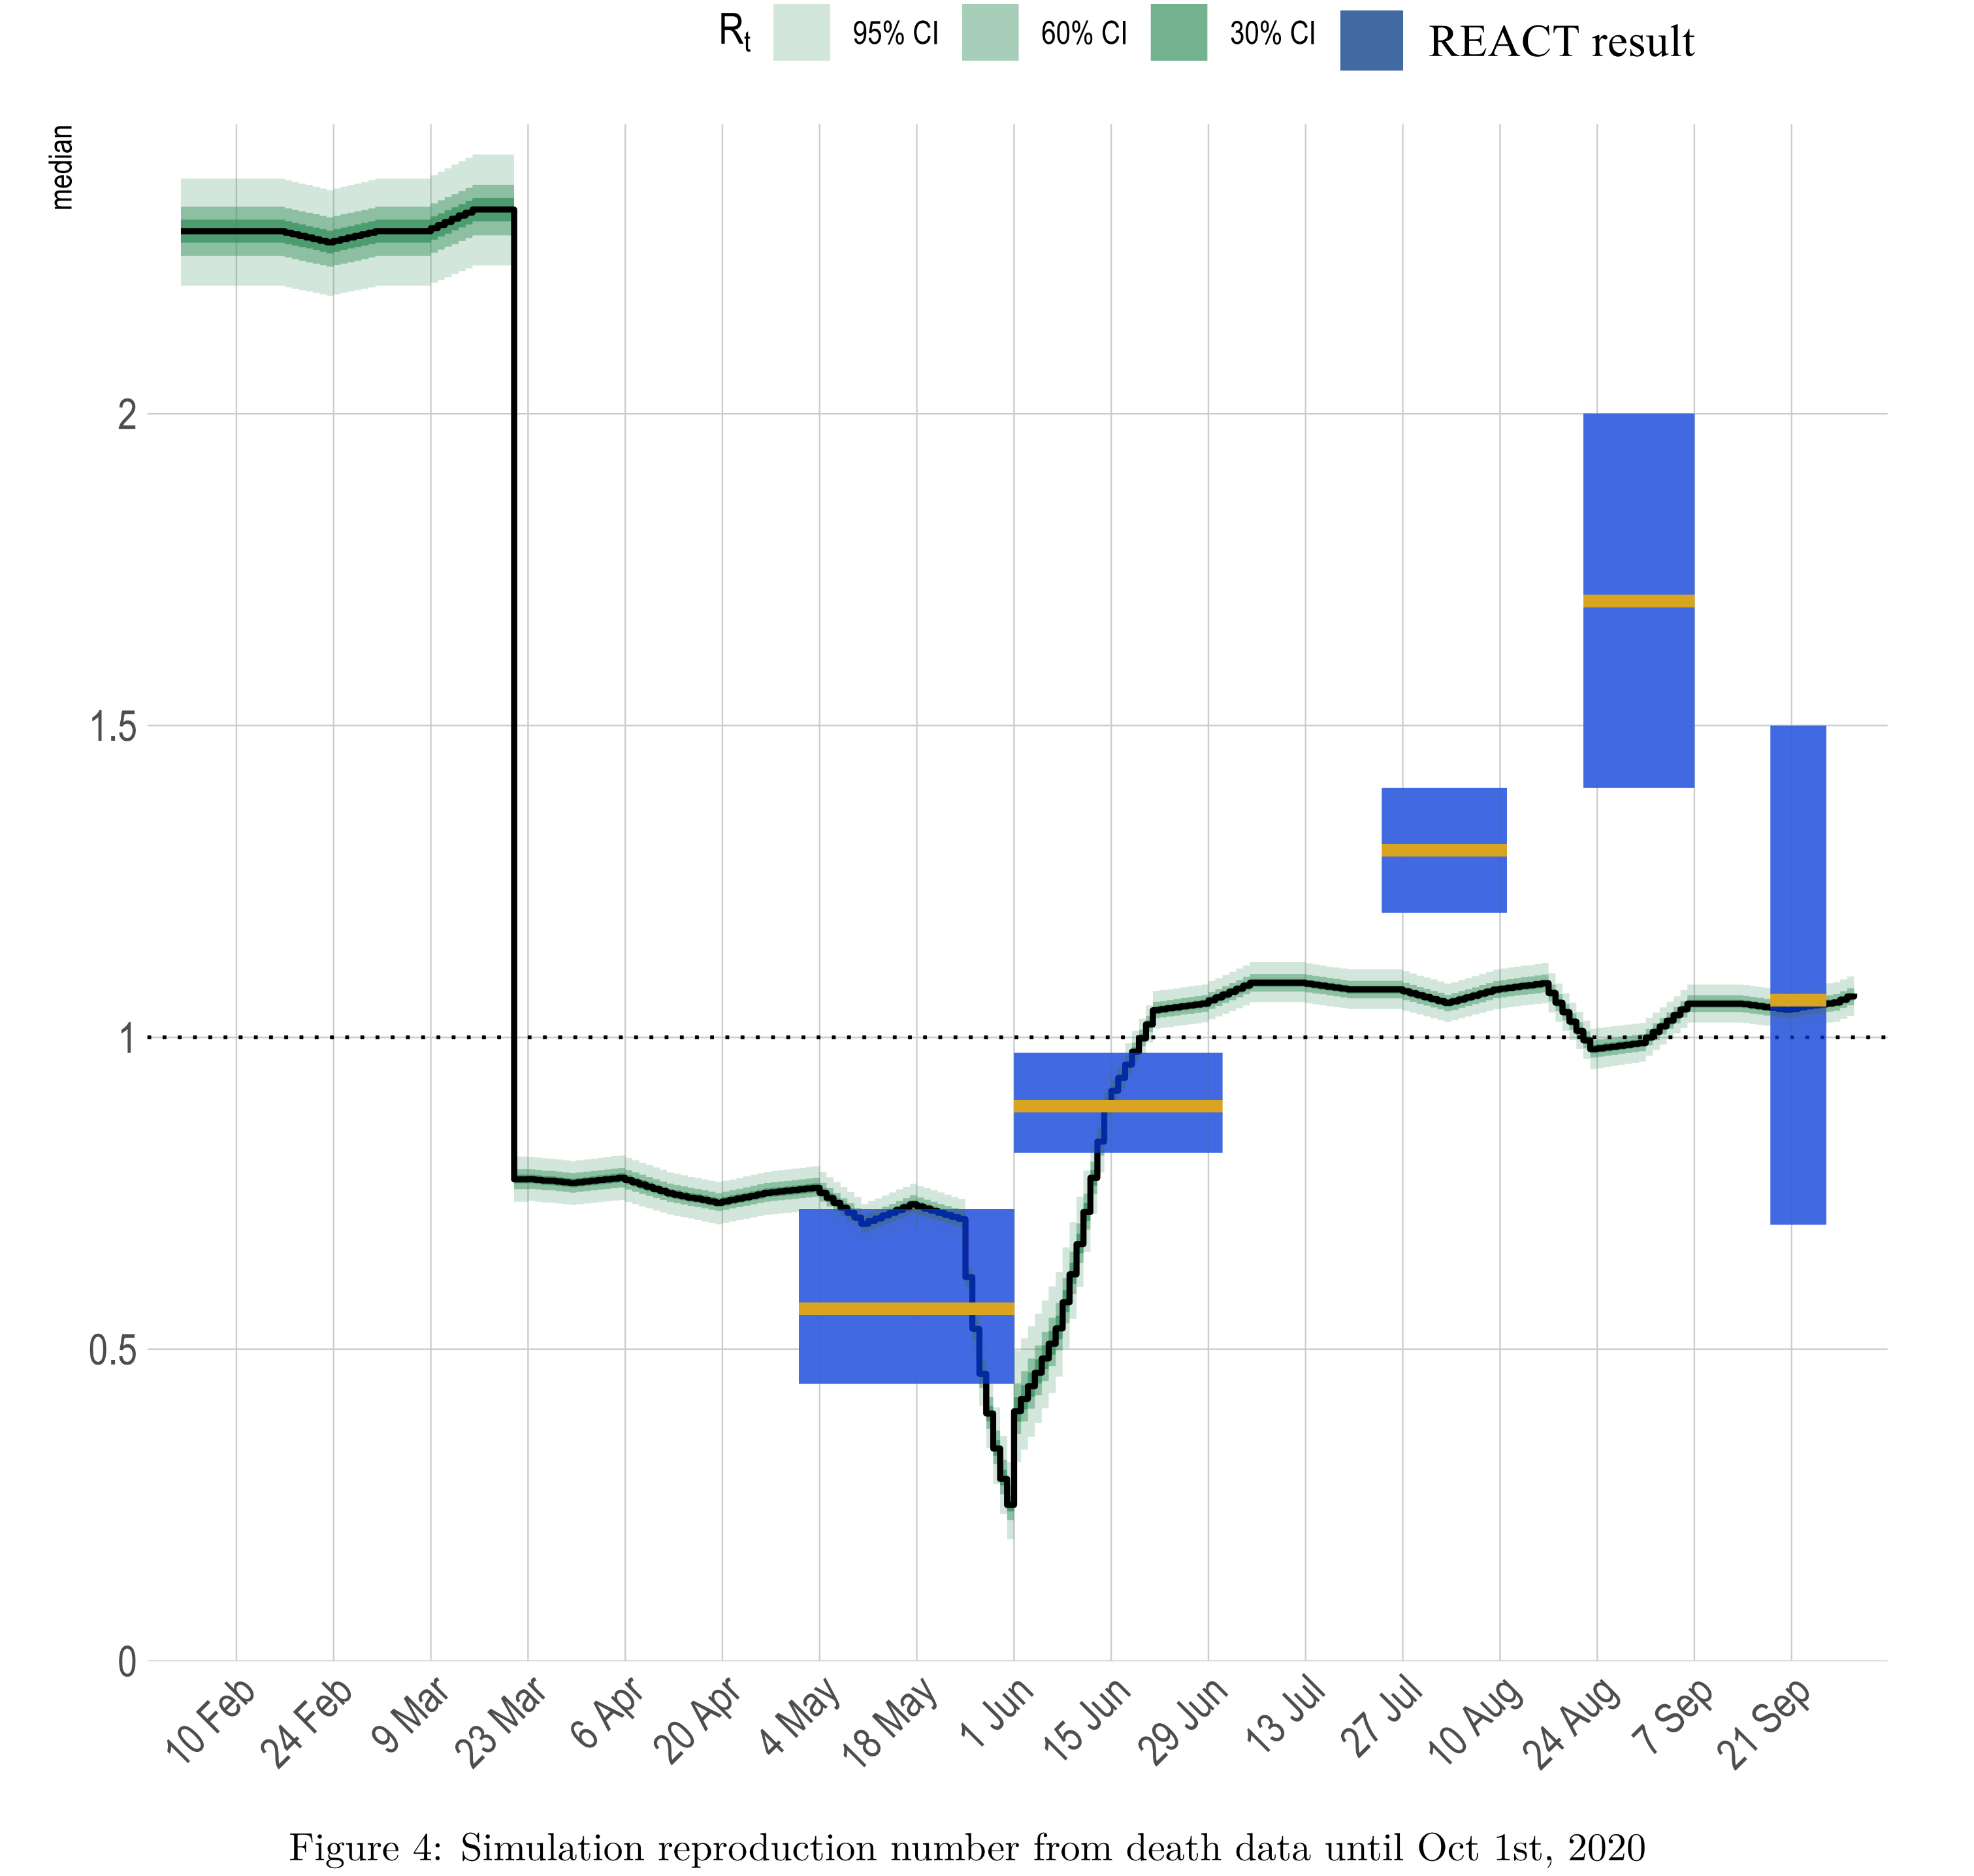 Rt 95% CI 60% CI 30% CI REACT result
median
2
1.5
1
0.5
0
10 Feb 24 Feb 9 Mar 23 Mar 6 Apr 20 Apr 4 May 18 May 1 Jun 15 Jun 29 Jun 13 Jul 27 Jul 10 Aug 24 Aug 7 Sep 21 Sep
Figure 4: Simulation reproduction number from death data until Oct 1st, 2020